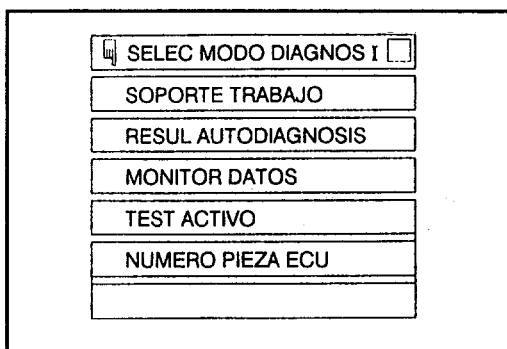 SELEC MODO DIAGNOS I
SOPORTE TRABAJO
RESUL AUTODIAGNOSIS
MONITOR DATOS
TEST ACTIVO
NUMERO PIEZA ECU